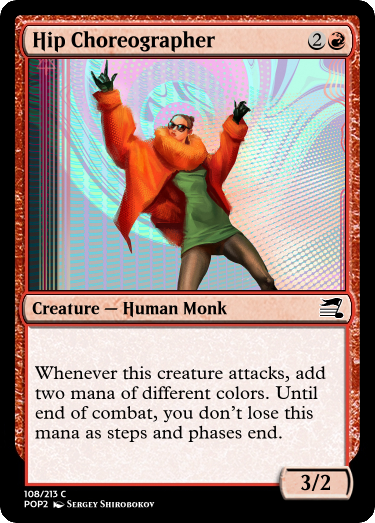 Hip Choreographer 2
Creature — Human Monk
Whenever this creature attacks, add
two mana of different colors. Until
end of combat, you don't lose this
mana as steps and phases end.
3/2
108/213 C
POP2 Sergey Shirobokov